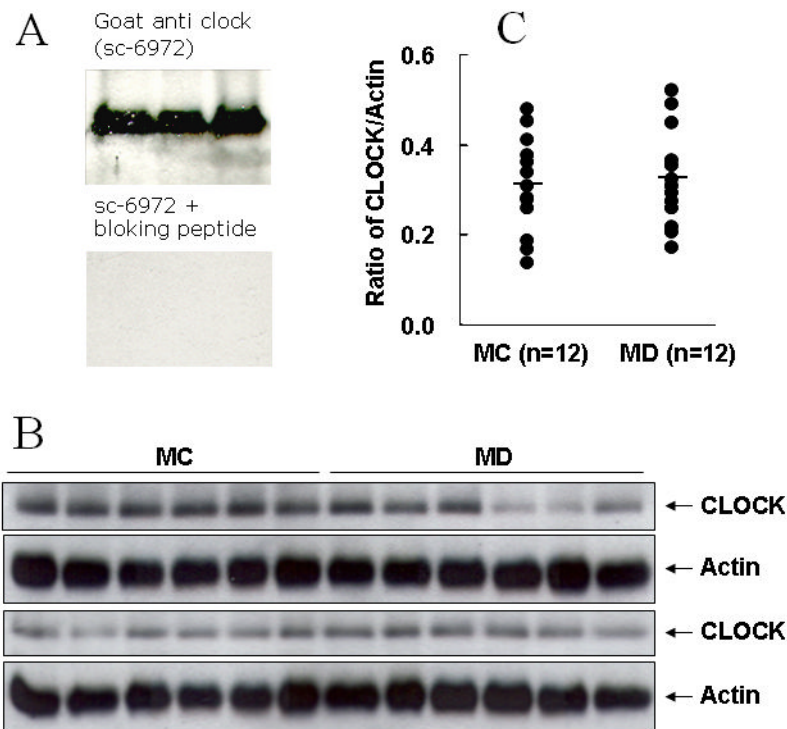 A
Goat anti clock
(sc-6972)
sc-6972 +
bloking peptide
C
Ratio of CLOCK/Actin
0.6
0.4
0.2
0.0
MC (n=12) MD (n=12)
B
MC MD
CLOCK
Actin
CLOCK
Actin